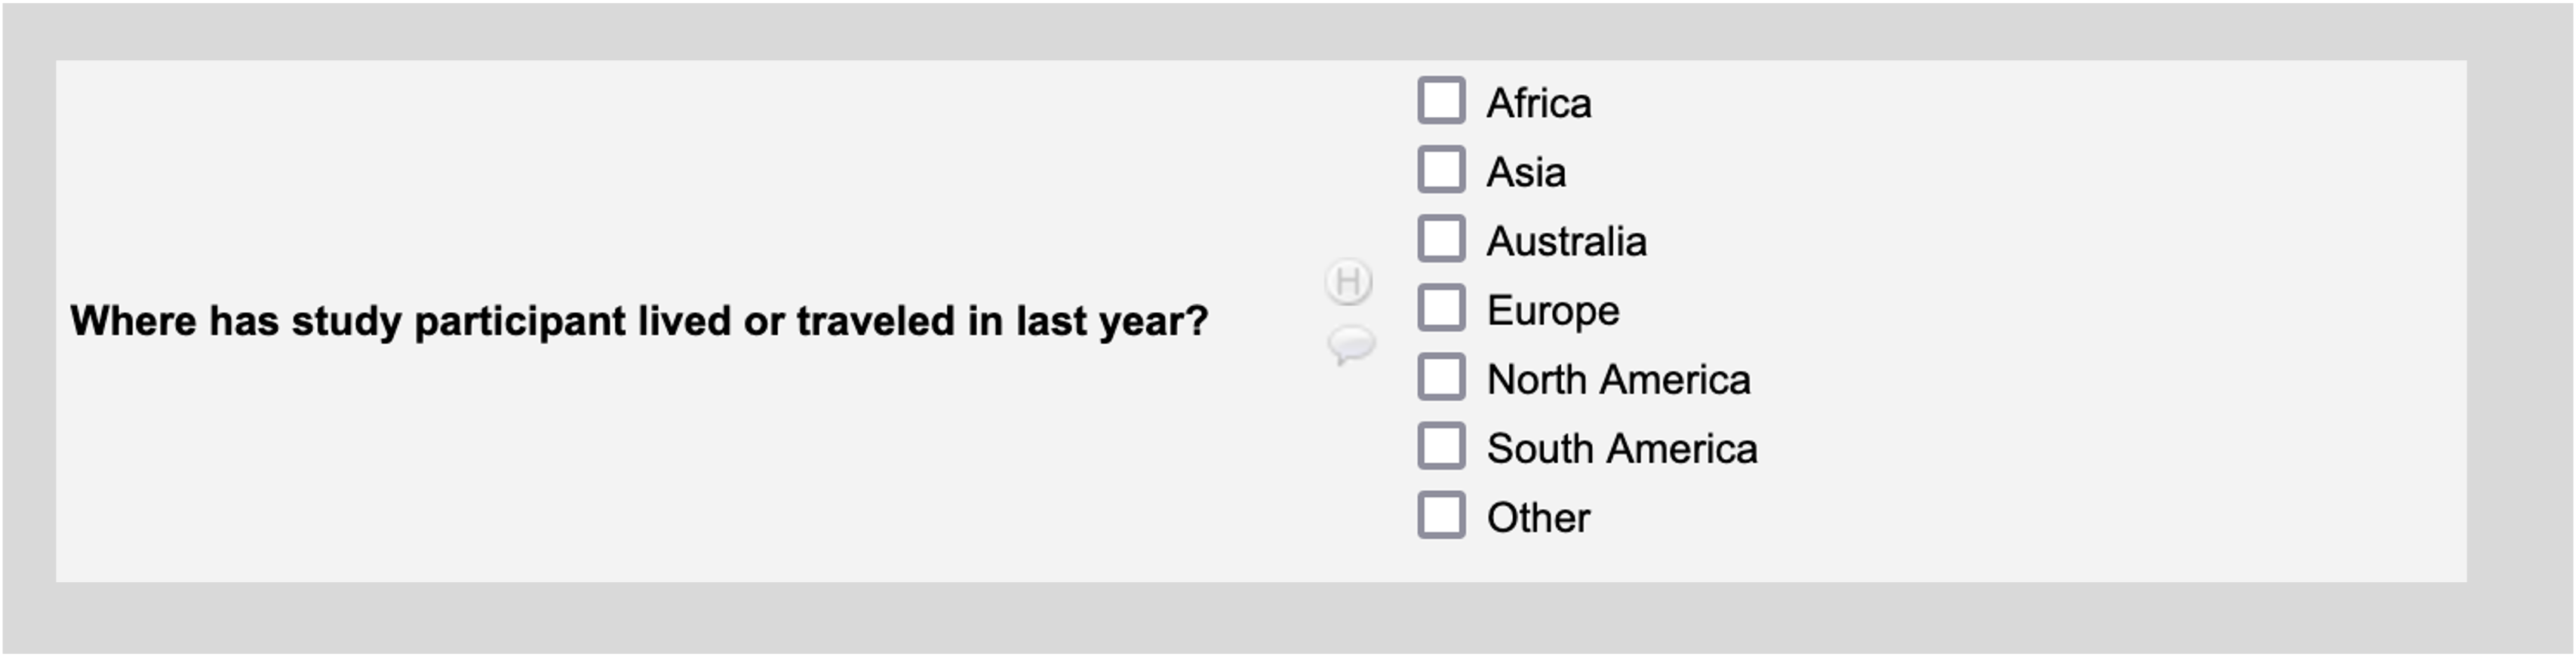 Where has study participant lived or traveled in last year?
H
Africa
Asia
Australia
Europe
North America
South America
Other